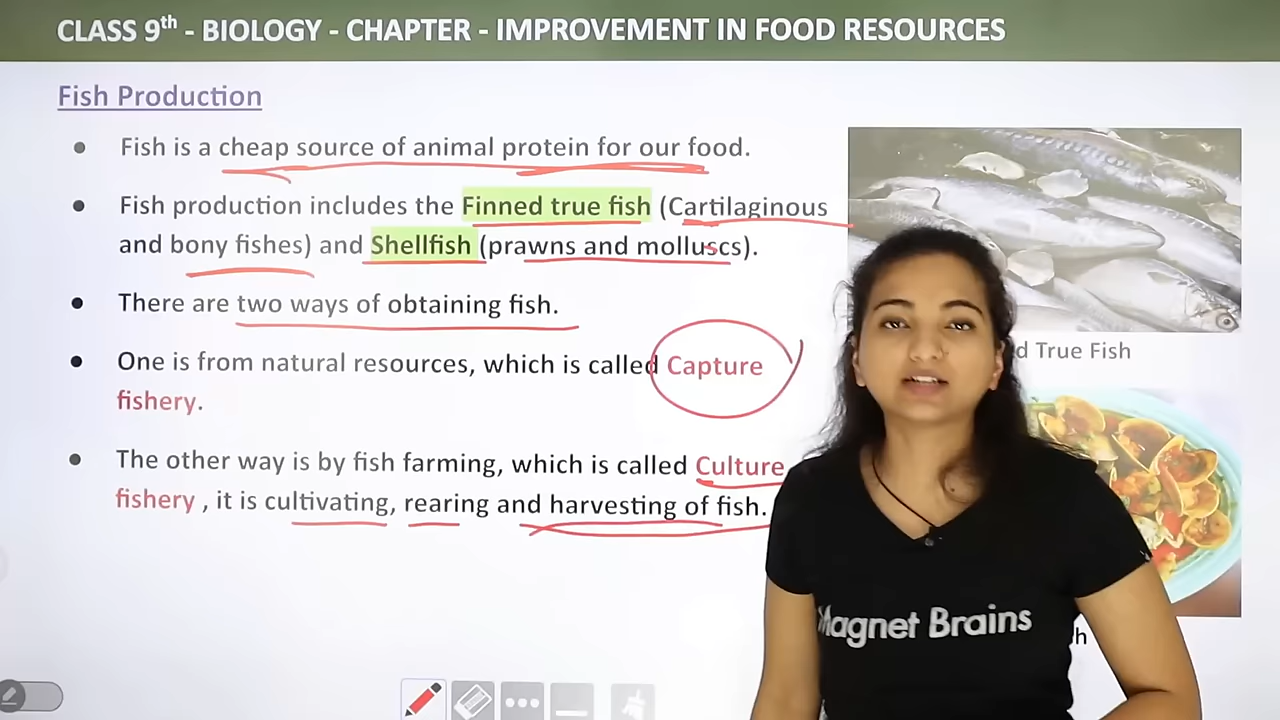 CLASS 9th - BIOLOGY - CHAPTER - IMPROVEMENT IN FOOD RESOURCES
Fish Production
• Fish is a cheap source of animal protein for our food.
• Fish production includes the Finned true fish (Cartilaginous
and bony fishes) and Shellfish (prawns and molluscs).
• There are two ways of obtaining fish.
• One is from natural resources, which is called Capture
fishery.
• The other way is by fish farming, which is called Culture
fishery , it is cultivating, rearing and harvesting of fish.
True Fish
Magnet Brains